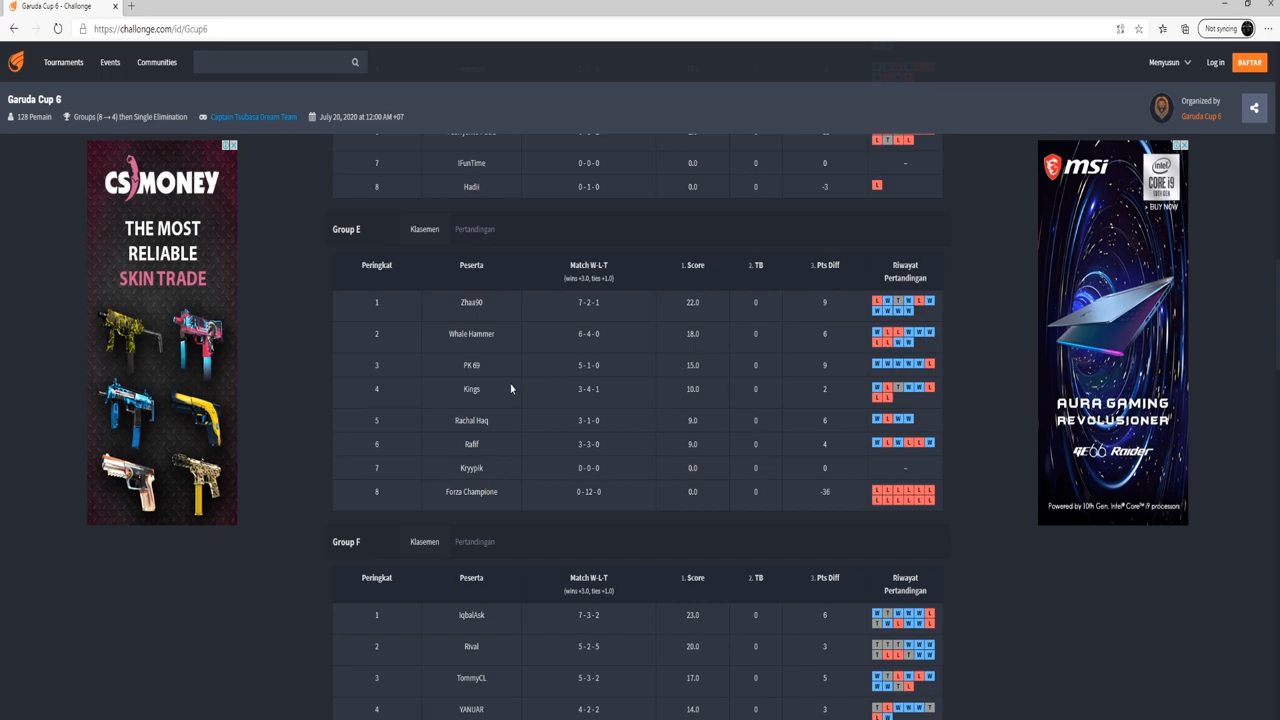 Garuda Cup 6 - Challonge
https://challonge.com/id/Gcup6
Not syncing
Tournaments Events Communities Menyusun Log in DAFTAR
Garuda Cup 6
128 Pemain Groups (8 → 4) then Single Elimination Captain Tsubasa Dream Team July 20, 2020 at 12:00 AM +07
Organized by
Garuda Cup 6
L T L L
7 IFunTime 0 - 0 - 0 0.0 0 0 –
8 Hadii 0 - 1 - 0 0.0 0 -3 L
Group E Klasemen Pertandingan
Peringkat Peserta Match W-L-T 1. Score 2. TB 3. Pts Diff Riwayat
(wins +3.0, ties +1.0) Pertandingan
1 Zhaa90 7 - 2 - 1 22.0 0 9 L W T W L W
W W W W
2 Whale Hammer 6 - 4 - 0 18.0 0 6 W L L W W W
L L W W
3 PK 69 5 - 1 - 0 15.0 0 9 W W W W W L
4 Kings 3 - 4 - 1 10.0 0 2 W L T W W L
L L
5 Rachal Haq 3 - 1 - 0 9.0 0 6 W L W W
6 Rafif 3 - 3 - 0 9.0 0 4 W W L L W
7 Kryypik 0 - 0 - 0 0.0 0 0 –
8 Forza Champione 0 - 12 - 0 0.0 0 -36 L L L L L L
L L L L L L
Group F Klasemen Pertandingan
Peringkat Peserta Match W-L-T 1. Score 2. TB 3. Pts Diff Riwayat
(wins +3.0, ties +1.0) Pertandingan
1 IqbalAsk 7 - 3 - 2 23.0 0 6 W T W W W L
T W L W W L
2 Rival 5 - 2 - 5 20.0 0 3 T T T W W W
T L L T W W
3 TommyCL 5 - 3 - 2 17.0 0 5 W T L W L W
W W T L
4 YANUAR 4 - 2 - 2 14.0 0 3 T L W W W T
L W
CS MONEY
THE MOST
RELIABLE
SKIN TRADE
msi
intel
CORE i9
10TH GEN.
> BUY NOW
AURA GAMING
REVOLUSIONER
GE66 Raider
Powered by 10th Gen. Intel® Core™ i9 processors